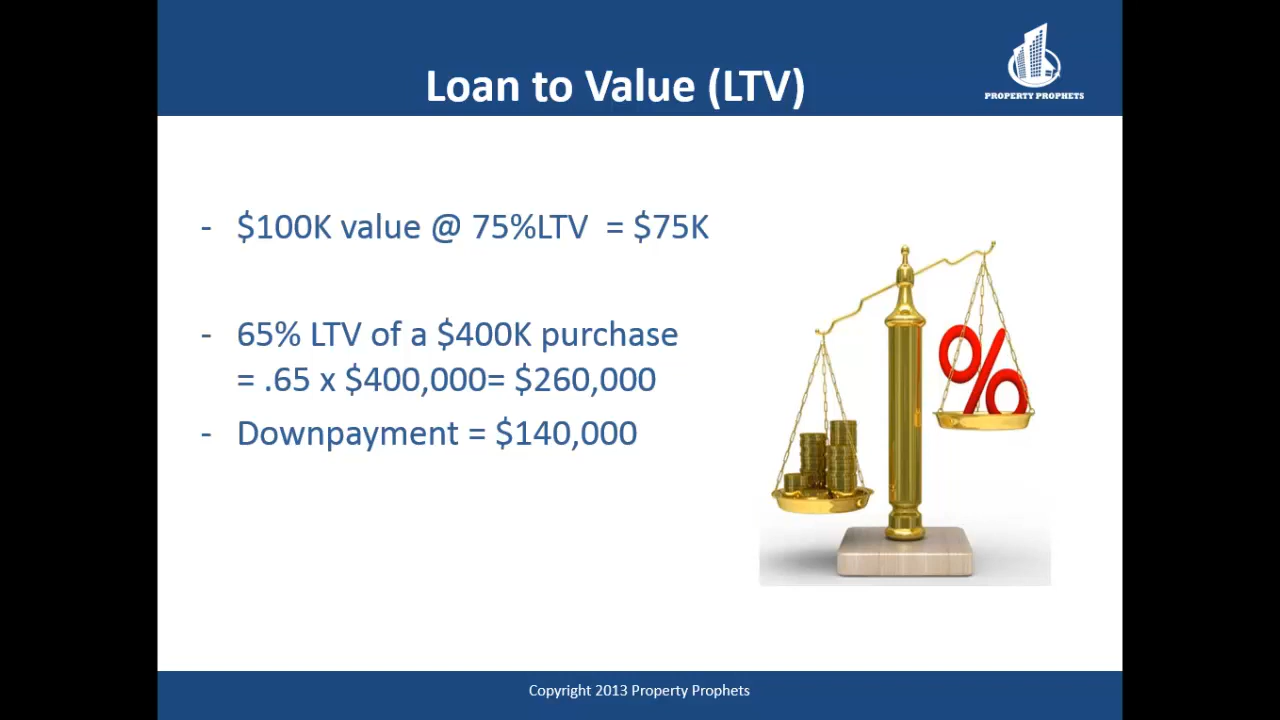 Loan to Value (LTV)
PROPERTY PROPHETS
- $100K value @ 75%LTV = $75K
- 65% LTV of a $400K purchase
= .65 x $400,000= $260,000
- Downpayment = $140,000
%
Copyright 2013 Property Prophets